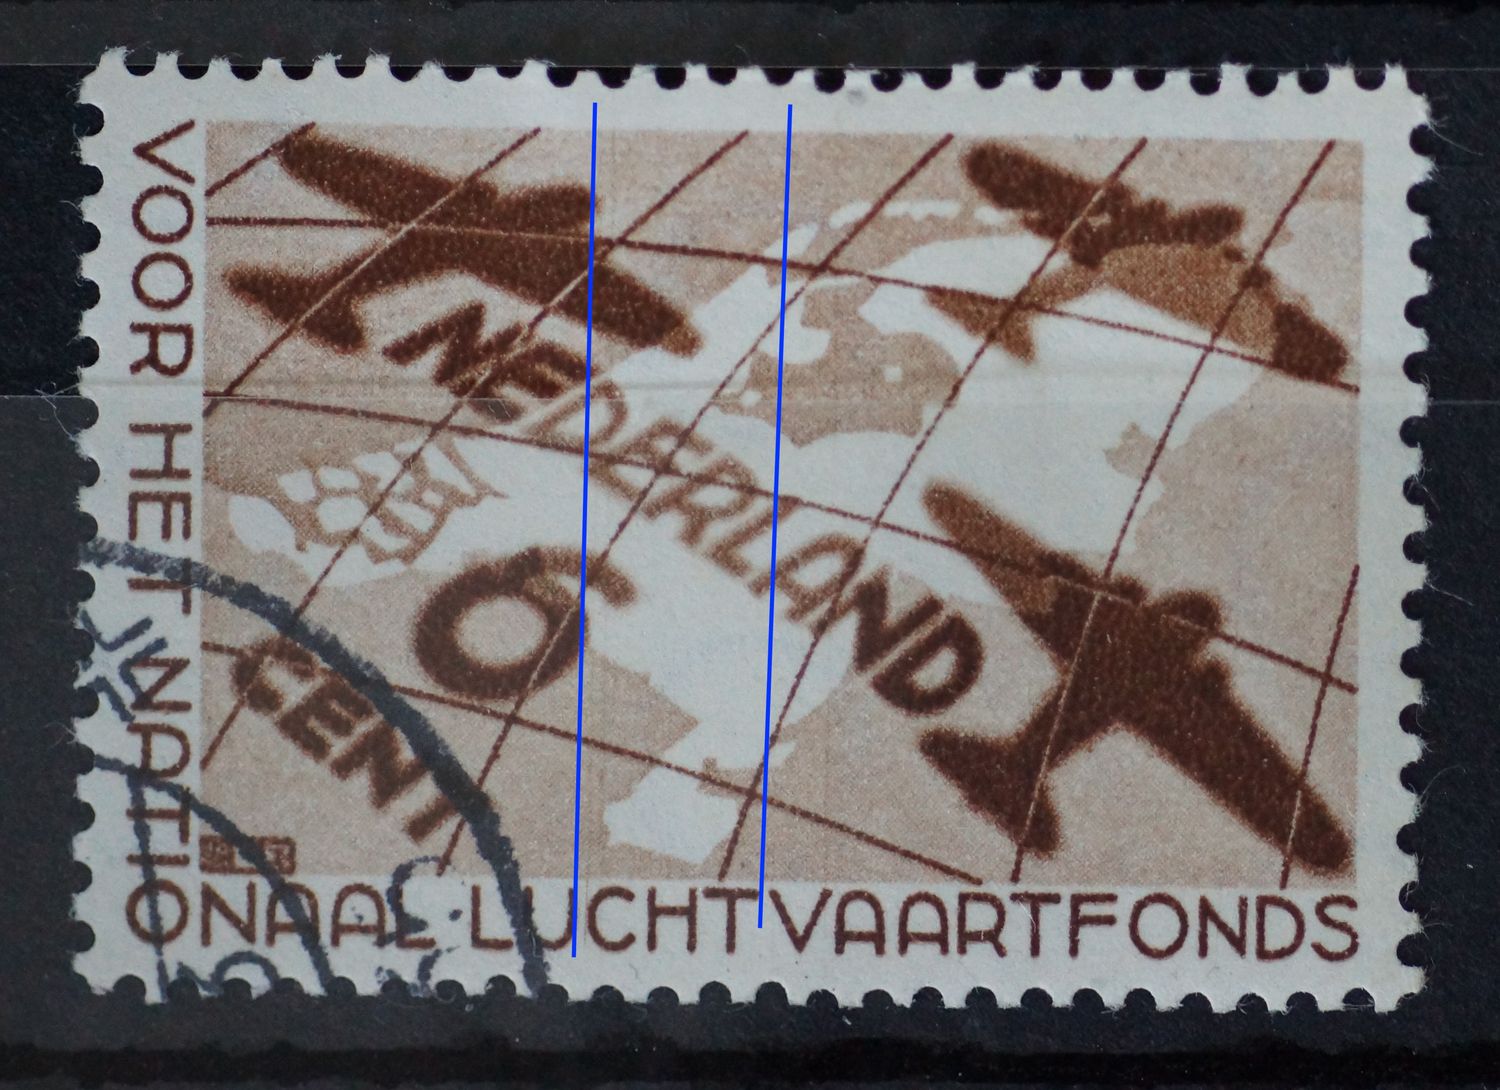 VOOR HET NATIONAAL LUCHTVAARTFONDS
NEDERLAND
6
CENT